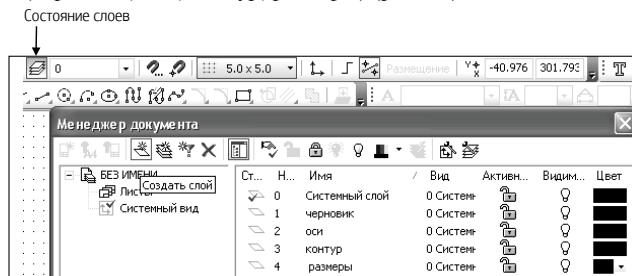 Состояние слоев
0 5.0 x 5.0 Размещение Y X -40.976 301.793 T
A
Менеджер документа
БЕЗ ИМЕНИ
Листы
Создать слой
Системный вид
Ст... Н... Имя / Вид Активн... Видим... Цвет
0 Системный слой 0 Систем
1 черновик 0 Систем
2 оси 0 Систем
3 контур 0 Систем
4 размеры 0 Систем